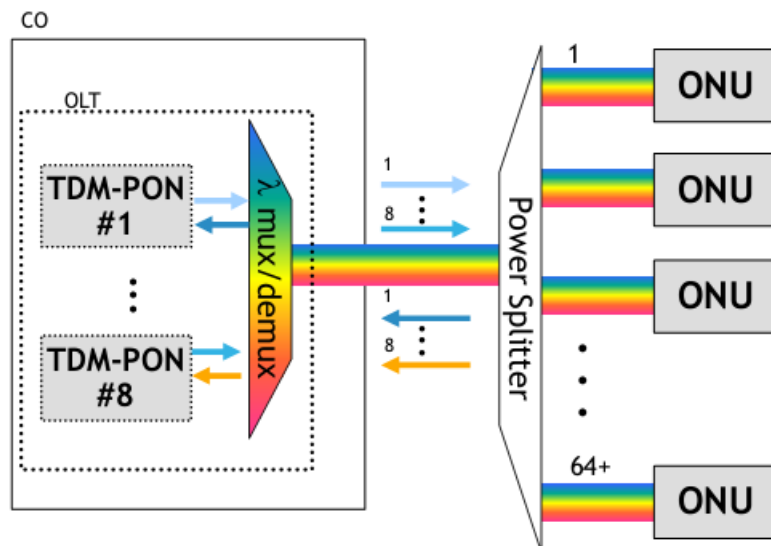 CO
OLT
TDM-PON
#1
TDM-PON
#8
λ mux/demux
1
8
1
8
Power Splitter
1
64+
ONU
ONU
ONU
ONU